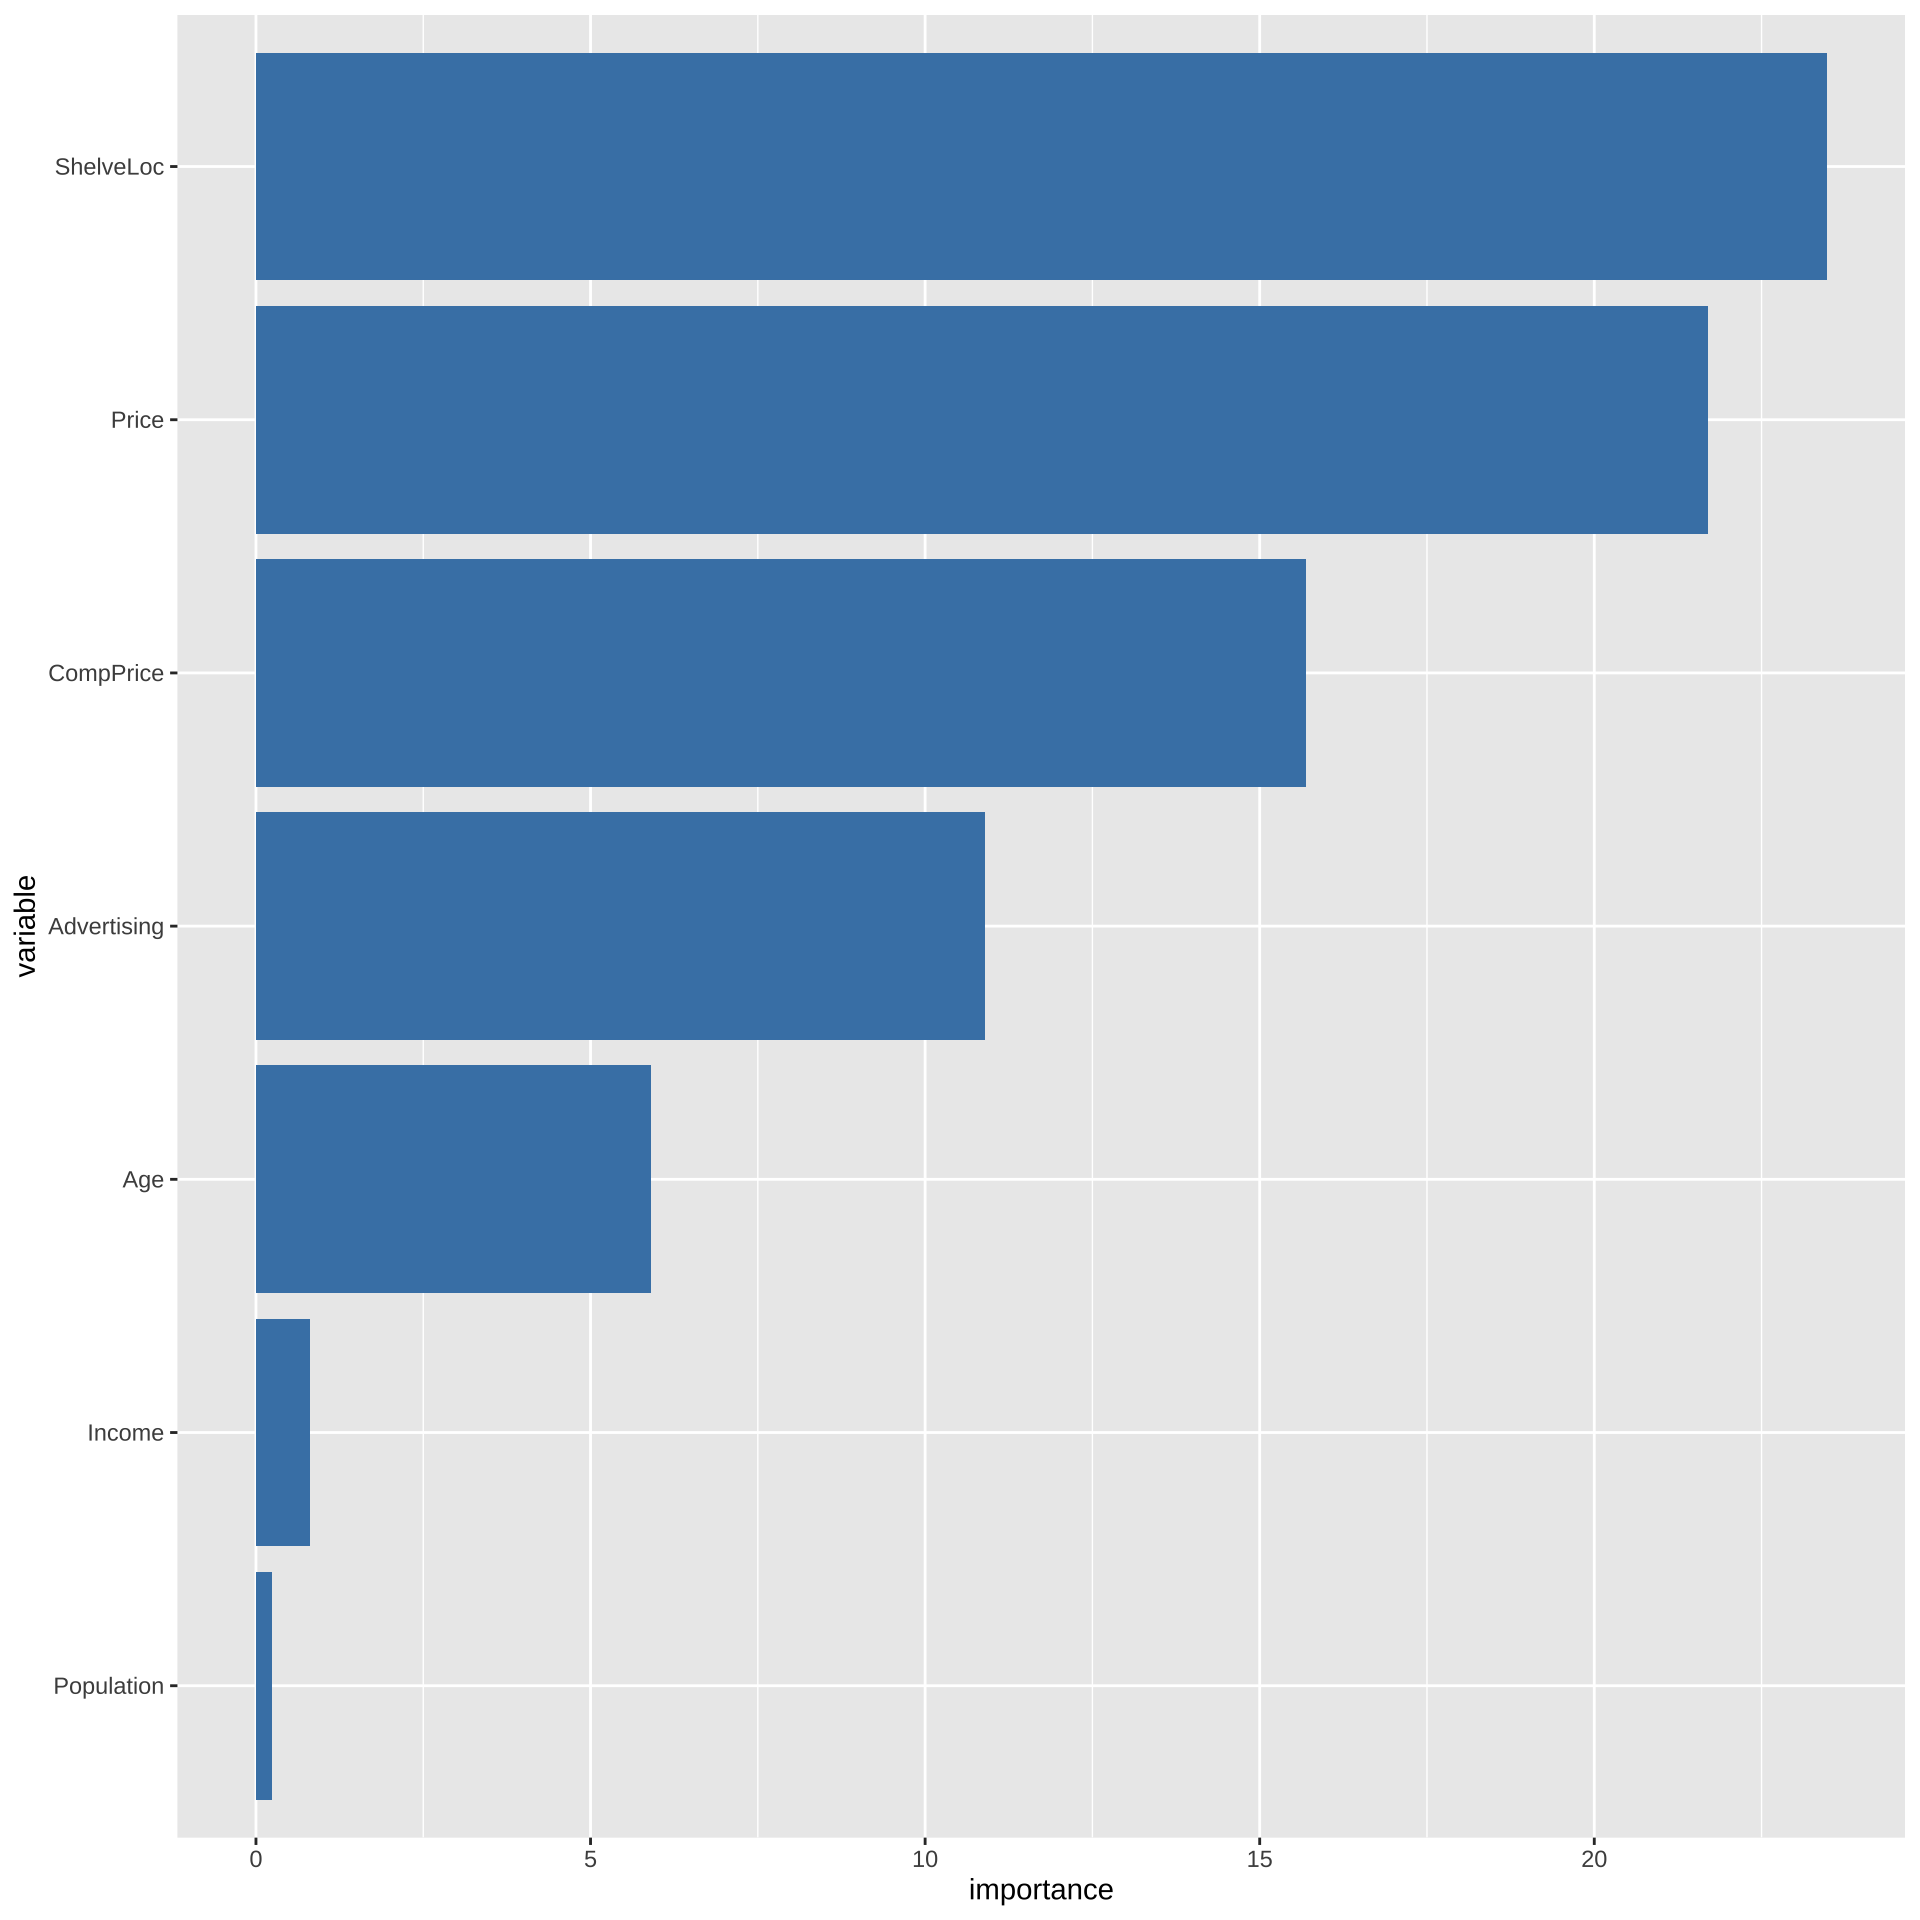 variable
ShelveLoc
Price
CompPrice
Advertising
Age
Income
Population
0 5 10 15 20
importance